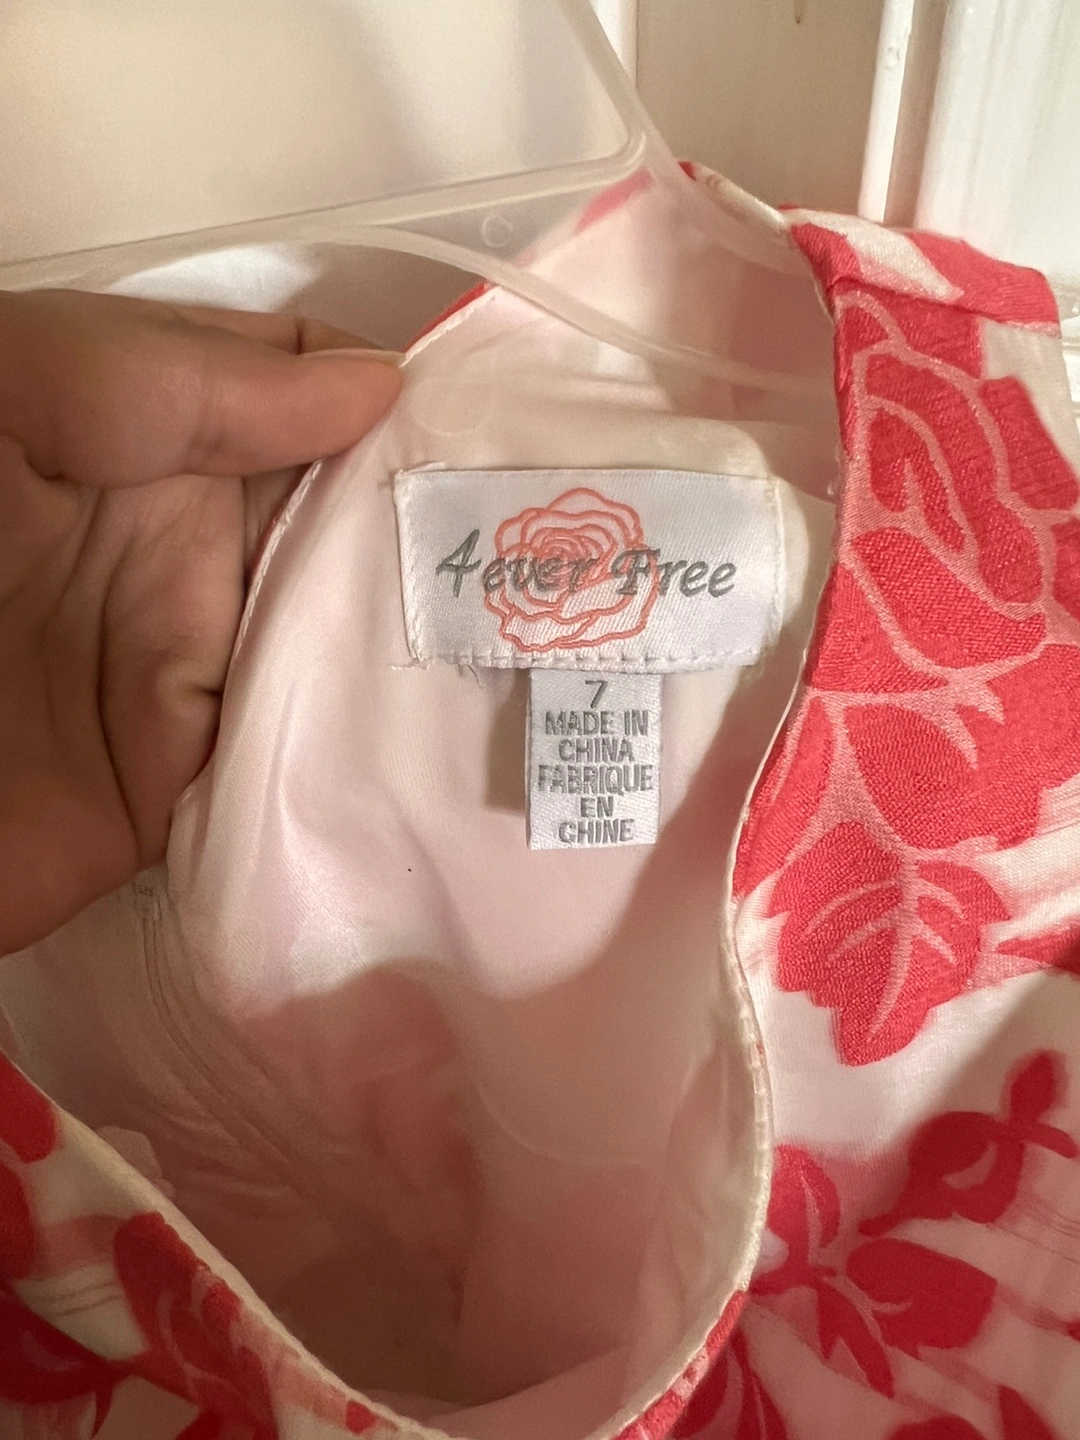 4ever Free
7
MADE IN
CHINA
FABRIQUE
EN
CHINE